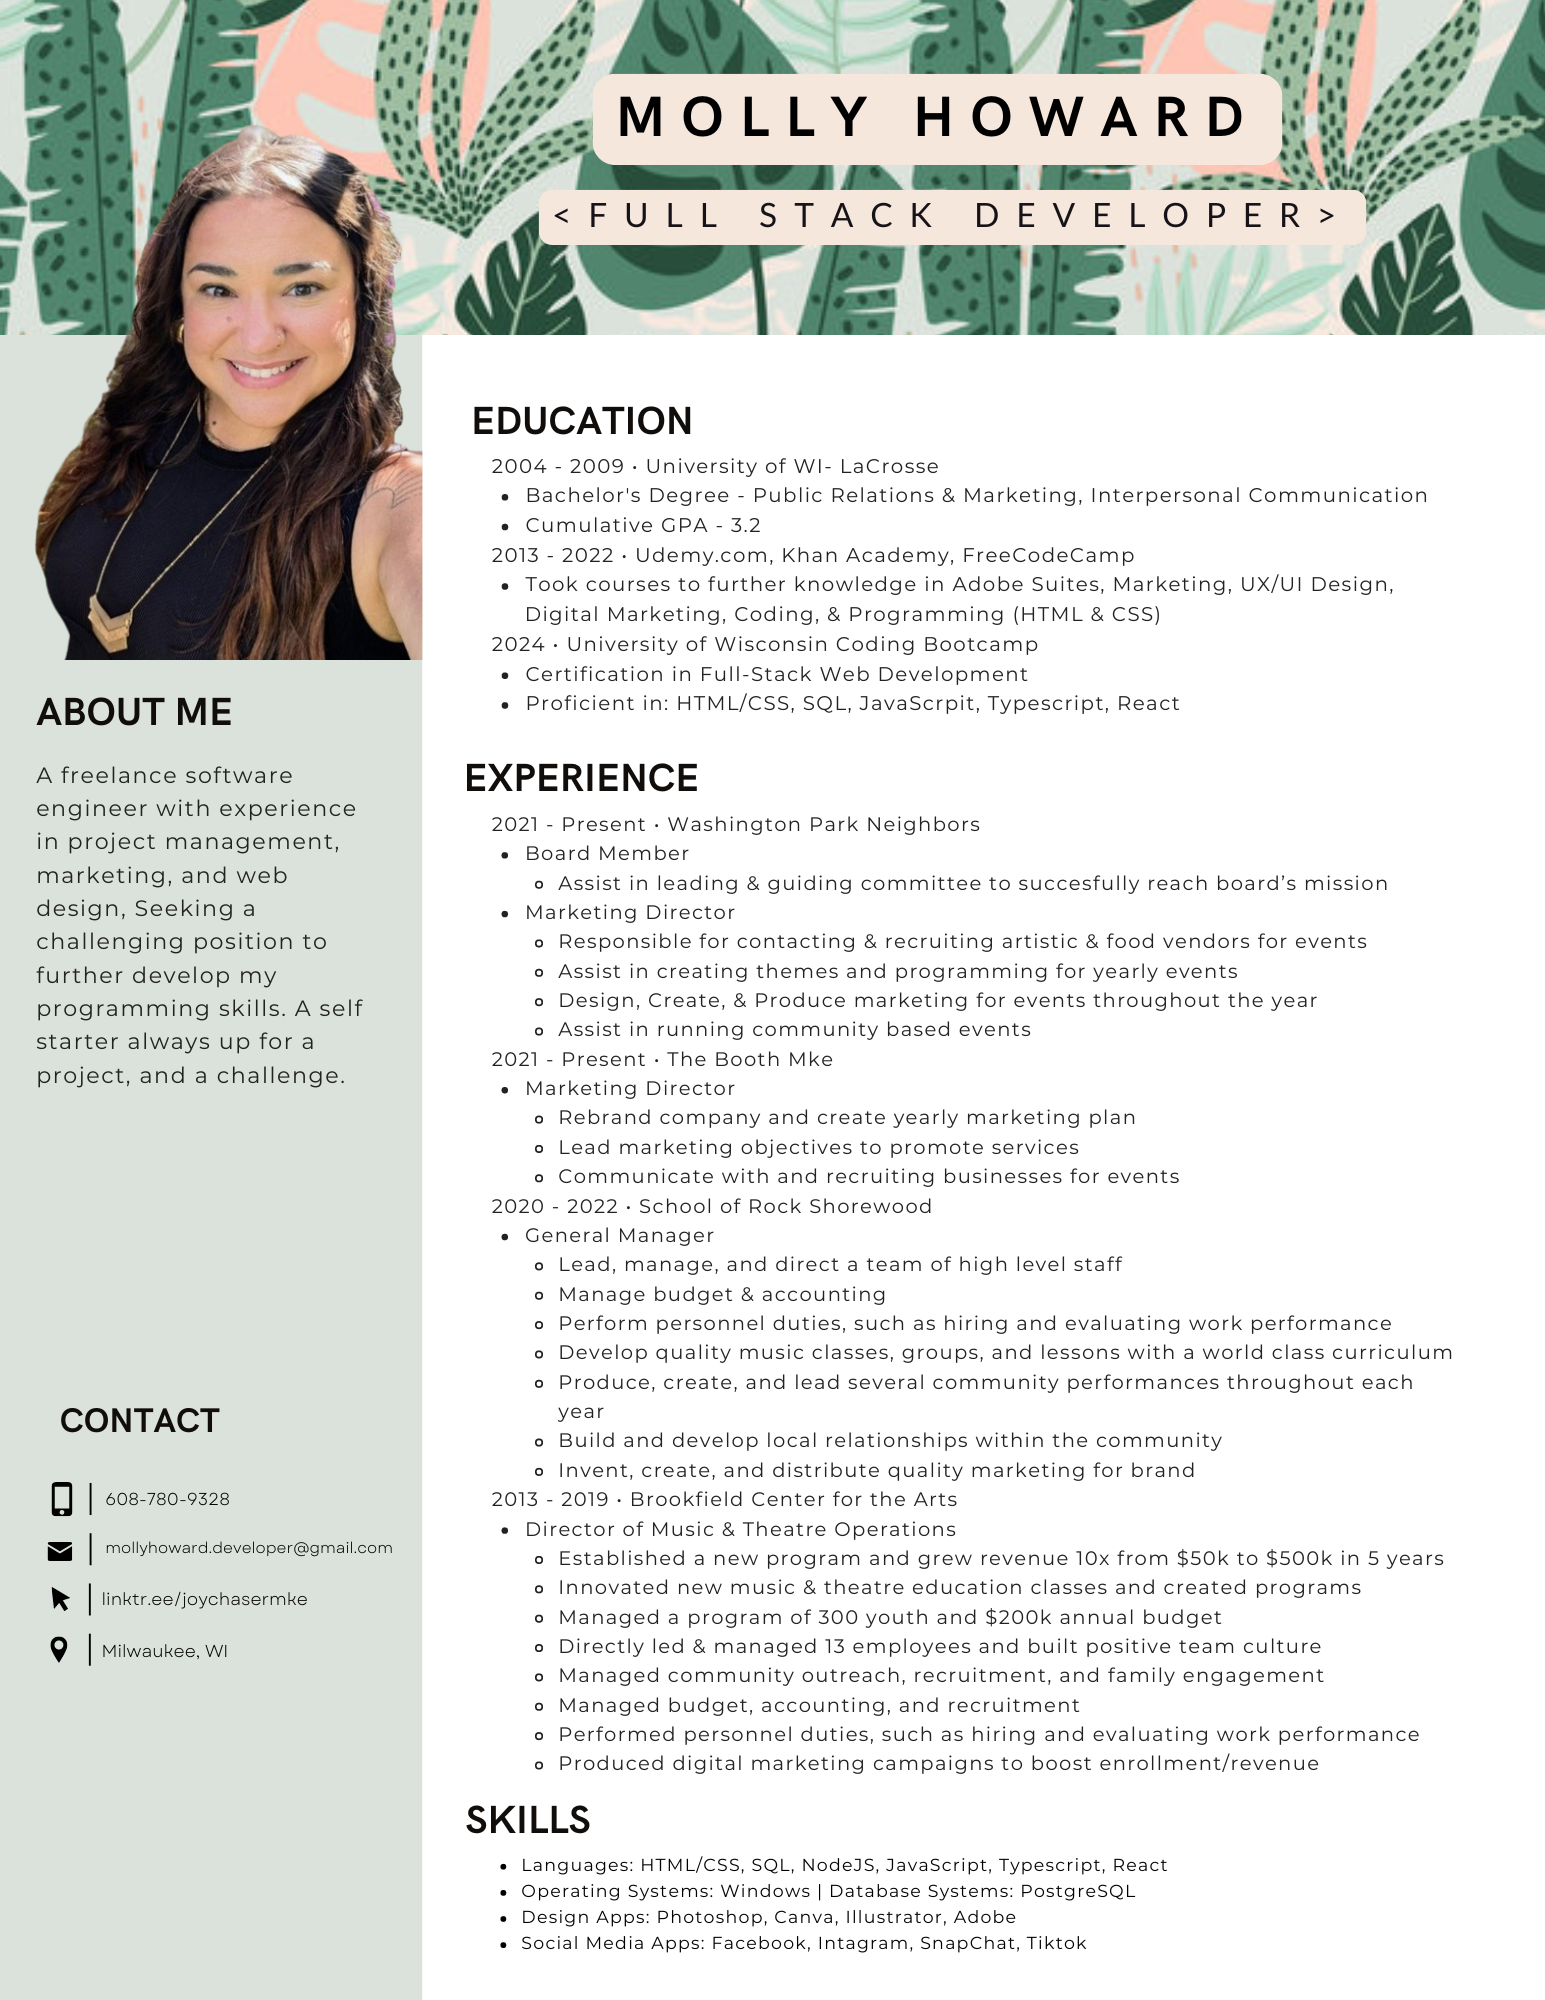 MOLLY HOWARD
<FULL STACK DEVELOPER>
ABOUT ME
A freelance software
engineer with experience
in project management,
marketing, and web
design, Seeking a
challenging position to
further develop my
programming skills. A self
starter always up for a
project, and a challenge.
CONTACT
608-780-9328
mollyhoward.developer@gmail.com
linktr.ee/joychasermke
Milwaukee, WI
EDUCATION
2004 - 2009 • University of WI- LaCrosse
• Bachelor's Degree - Public Relations & Marketing, Interpersonal Communication
• Cumulative GPA - 3.2
2013 - 2022 • Udemy.com, Khan Academy, FreeCodeCamp
• Took courses to further knowledge in Adobe Suites, Marketing, UX/UI Design,
Digital Marketing, Coding, & Programming (HTML & CSS)
2024 • University of Wisconsin Coding Bootcamp
• Certification in Full-Stack Web Development
• Proficient in: HTML/CSS, SQL, JavaScrpit, Typescript, React
EXPERIENCE
2021 - Present • Washington Park Neighbors
• Board Member
◦ Assist in leading & guiding committee to succesfully reach board’s mission
• Marketing Director
◦ Responsible for contacting & recruiting artistic & food vendors for events
◦ Assist in creating themes and programming for yearly events
◦ Design, Create, & Produce marketing for events throughout the year
◦ Assist in running community based events
2021 - Present • The Booth Mke
• Marketing Director
◦ Rebrand company and create yearly marketing plan
◦ Lead marketing objectives to promote services
◦ Communicate with and recruiting businesses for events
2020 - 2022 • School of Rock Shorewood
• General Manager
◦ Lead, manage, and direct a team of high level staff
◦ Manage budget & accounting
◦ Perform personnel duties, such as hiring and evaluating work performance
◦ Develop quality music classes, groups, and lessons with a world class curriculum
◦ Produce, create, and lead several community performances throughout each
year
◦ Build and develop local relationships within the community
◦ Invent, create, and distribute quality marketing for brand
2013 - 2019 • Brookfield Center for the Arts
• Director of Music & Theatre Operations
◦ Established a new program and grew revenue 10x from $50k to $500k in 5 years
◦ Innovated new music & theatre education classes and created programs
◦ Managed a program of 300 youth and $200k annual budget
◦ Directly led & managed 13 employees and built positive team culture
◦ Managed community outreach, recruitment, and family engagement
◦ Managed budget, accounting, and recruitment
◦ Performed personnel duties, such as hiring and evaluating work performance
◦ Produced digital marketing campaigns to boost enrollment/revenue
SKILLS
• Languages: HTML/CSS, SQL, NodeJS, JavaScript, Typescript, React
• Operating Systems: Windows | Database Systems: PostgreSQL
• Design Apps: Photoshop, Canva, Illustrator, Adobe
• Social Media Apps: Facebook, Intagram, SnapChat, Tiktok